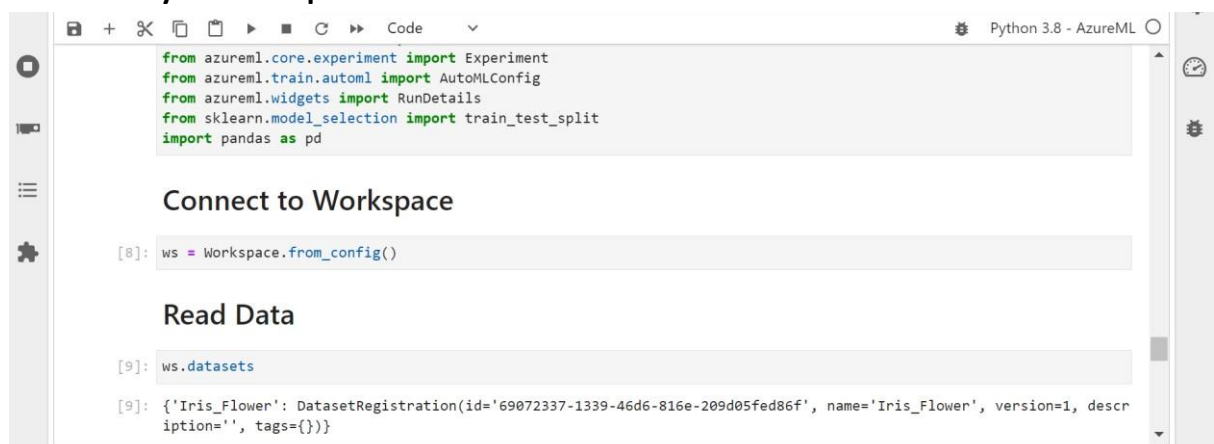 Code
Python 3.8 - AzureML
from azureml.core.experiment import Experiment
from azureml.train.automl import AutoMLConfig
from azureml.widgets import RunDetails
from sklearn.model_selection import train_test_split
import pandas as pd
Connect to Workspace
[8]: ws = Workspace.from_config()
Read Data
[9]: ws.datasets
[9]: {'Iris_Flower': DatasetRegistration(id='69072337-1339-46d6-816e-209d05fed86f', name='Iris_Flower', version=1, descr
iption='', tags={})}